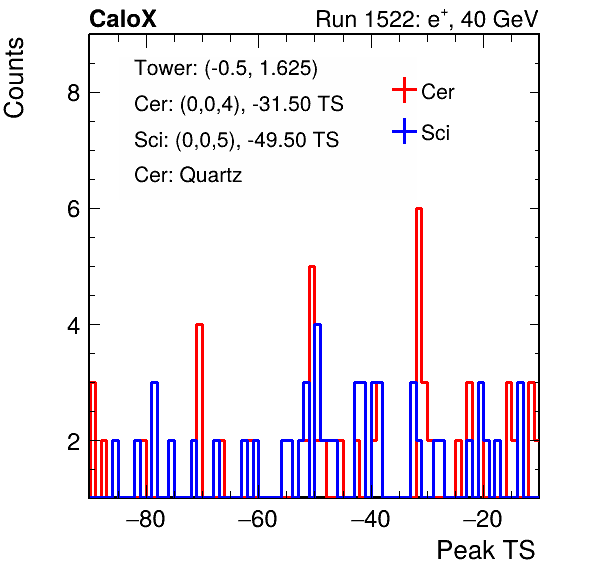 CaloX Run 1522: e⁺, 40 GeV
Counts
Tower: (-0.5, 1.625)
Cer: (0,0,4), -31.50 TS
Sci: (0,0,5), -49.50 TS
Cer: Quartz
Cer
Sci
8
6
4
2
−80 −60 −40 −20
Peak TS